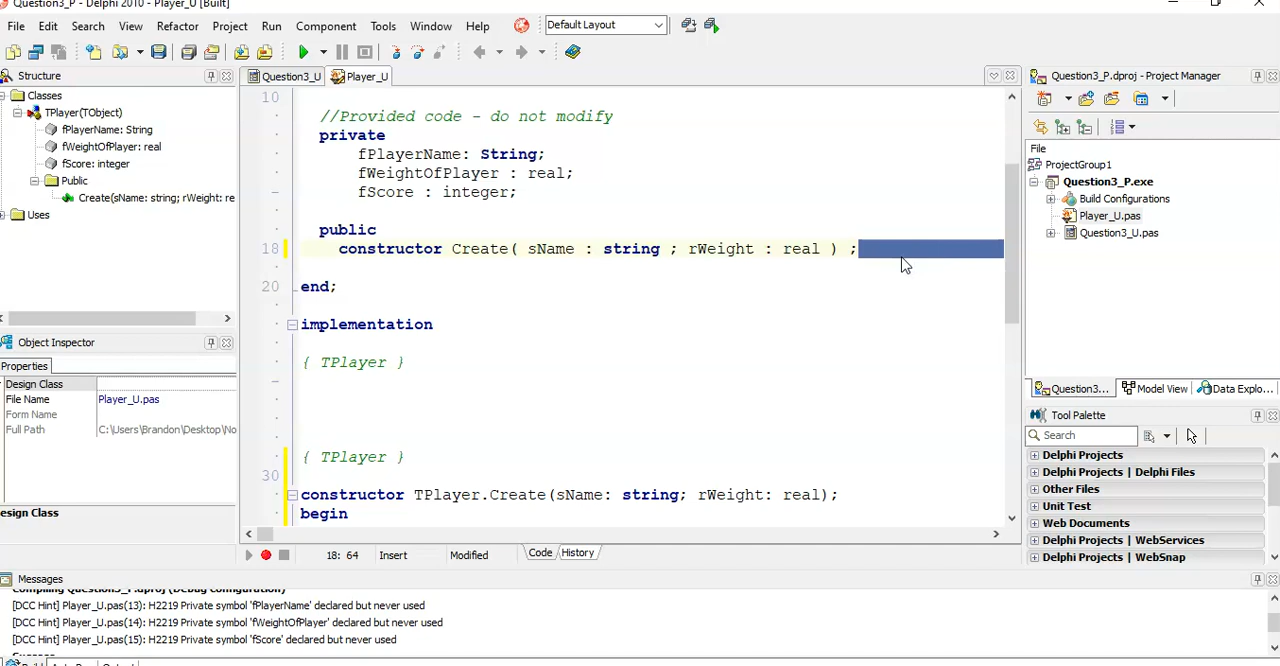 Question3_P - Delphi 2010 - Player_U [Built]
File Edit Search View Refactor Project Run Component Tools Window Help Default Layout
Structure
Classes
TPlayer(TObject)
fPlayerName: String
fWeightOfPlayer: real
fScore: integer
Public
Create(sName: string; rWeight: re
Uses
Object Inspector
Properties
Design Class
File Name Player_U.pas
Form Name
Full Path C:\Users\Brandon\Desktop\No
esign Class
Question3_U Player_U
10
//Provided code - do not modify
private
fPlayerName: String;
fWeightOfPlayer : real;
fScore : integer;
public
18 constructor Create( sName : string ; rWeight : real ) ;
20 end;
implementation
{ TPlayer }
{ TPlayer }
30
constructor TPlayer.Create(sName: string; rWeight: real);
begin
18: 64 Insert Modified Code History
Question3_P.dproj - Project Manager
File
ProjectGroup1
Question3_P.exe
Build Configurations
Player_U.pas
Question3_U.pas
Question3... Model View Data Explo...
Tool Palette
Search
Delphi Projects
Delphi Projects | Delphi Files
Other Files
Unit Test
Web Documents
Delphi Projects | WebServices
Delphi Projects | WebSnap
Messages
Compiling Question3_P.dproj (Debug configuration)
[DCC Hint] Player_U.pas(13): H2219 Private symbol 'fPlayerName' declared but never used
[DCC Hint] Player_U.pas(14): H2219 Private symbol 'fWeightOfPlayer' declared but never used
[DCC Hint] Player_U.pas(15): H2219 Private symbol 'fScore' declared but never used
Success